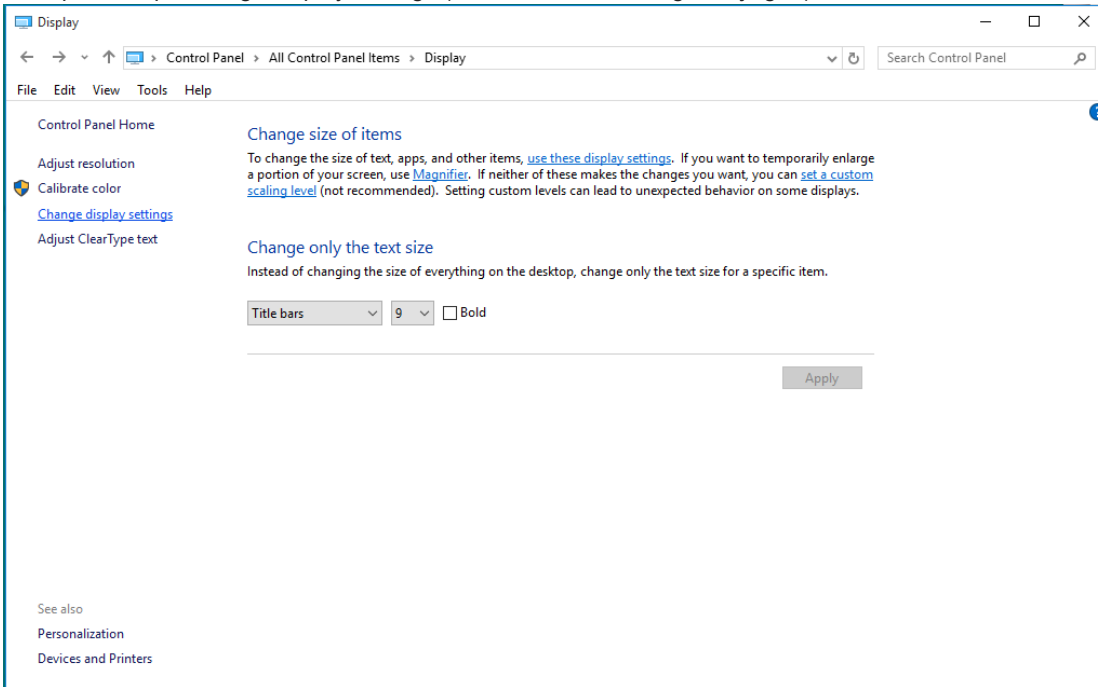 Display
Control Panel > All Control Panel Items > Display
Search Control Panel
File Edit View Tools Help
Control Panel Home
Adjust resolution
Calibrate color
Change display settings
Adjust ClearType text
Change size of items
To change the size of text, apps, and other items, use these display settings. If you want to temporarily enlarge
a portion of your screen, use Magnifier. If neither of these makes the changes you want, you can set a custom
scaling level (not recommended). Setting custom levels can lead to unexpected behavior on some displays.
Change only the text size
Instead of changing the size of everything on the desktop, change only the text size for a specific item.
Title bars 9 Bold
Apply
See also
Personalization
Devices and Printers